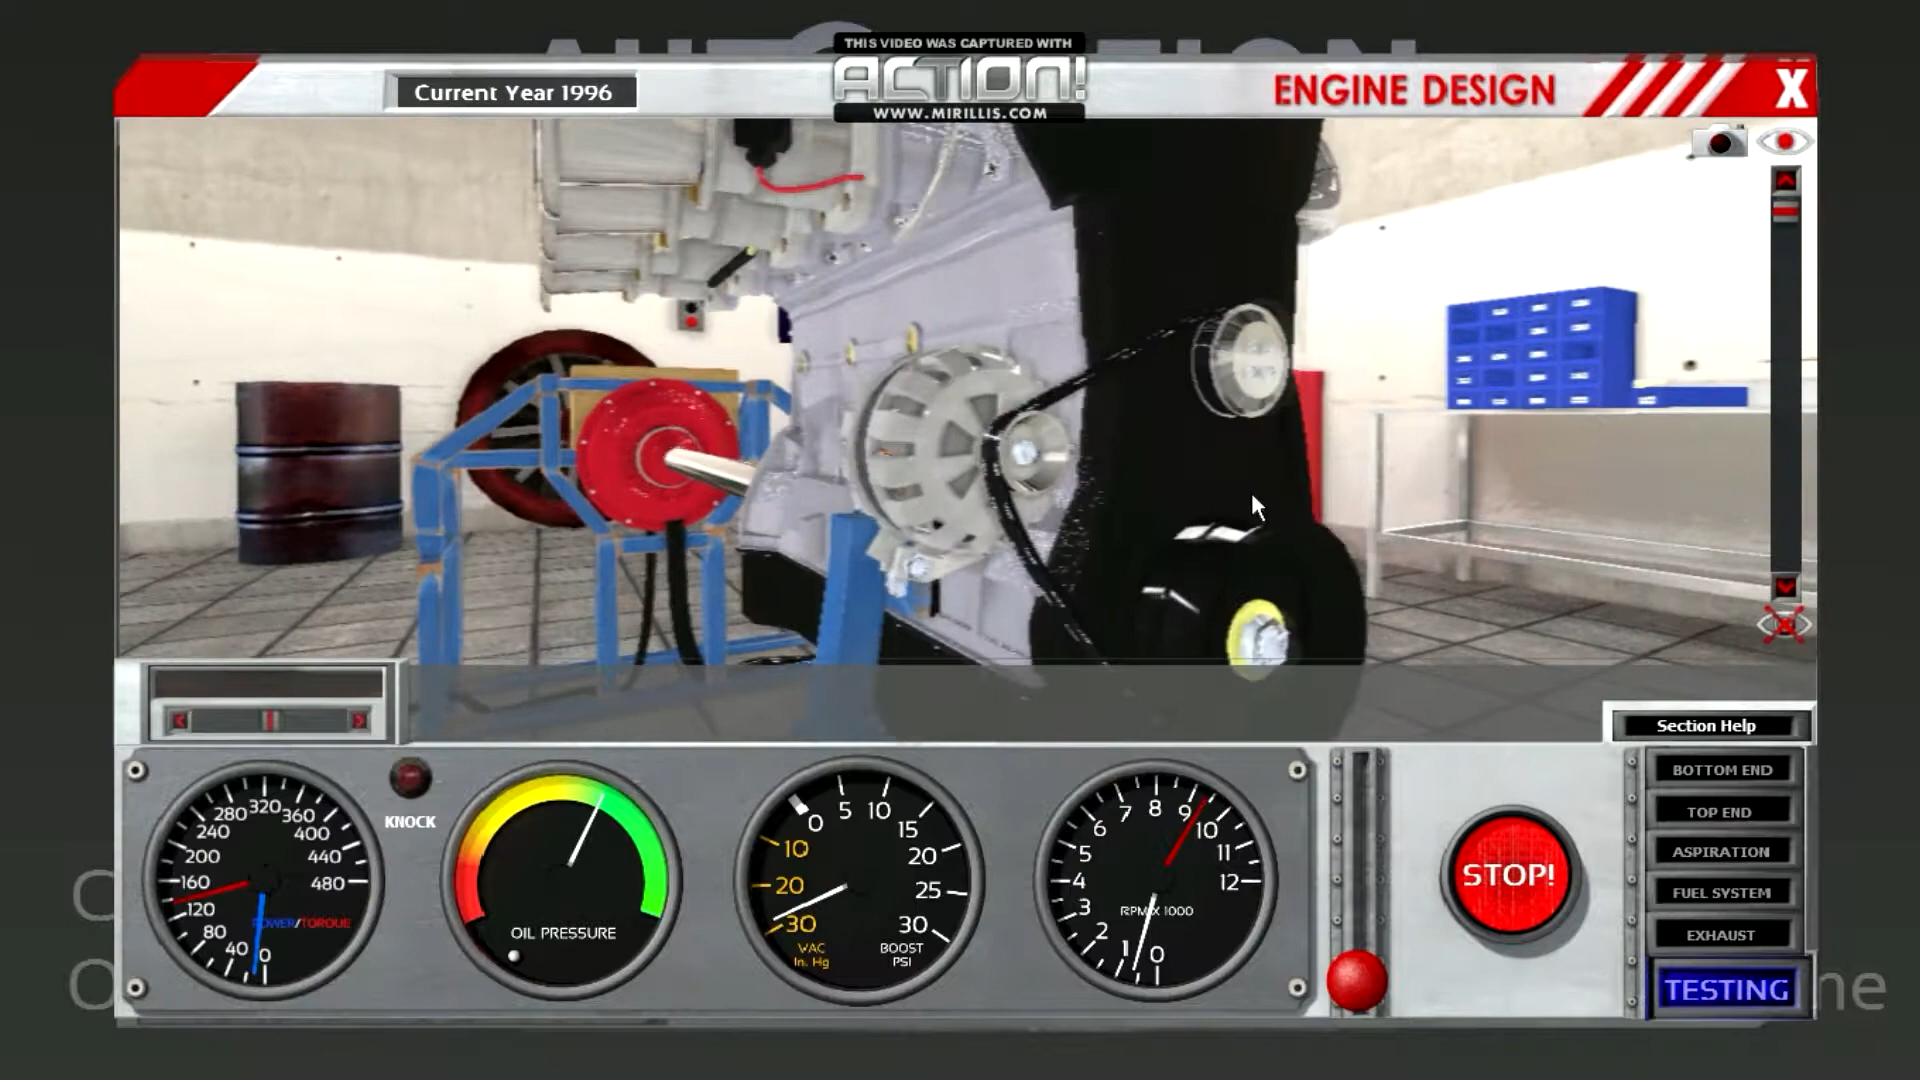 THIS VIDEO WAS CAPTURED WITH
ACTION!
WWW.MIRILLIS.COM
Current Year 1996
ENGINE DESIGN
X
Section Help
BOTTOM END
TOP END
ASPIRATION
FUEL SYSTEM
EXHAUST
TESTING
STOP!
KNOCK
0 40 80 120 160 200 240 280 320 360 400 440 480
POWER/TORQUE
OIL PRESSURE
30 20 10 0 5 10 15 20 25 30
VAC
In. Hg
BOOST
PSI
0 1 2 3 4 5 6 7 8 9 10 11 12
RPM X 1000